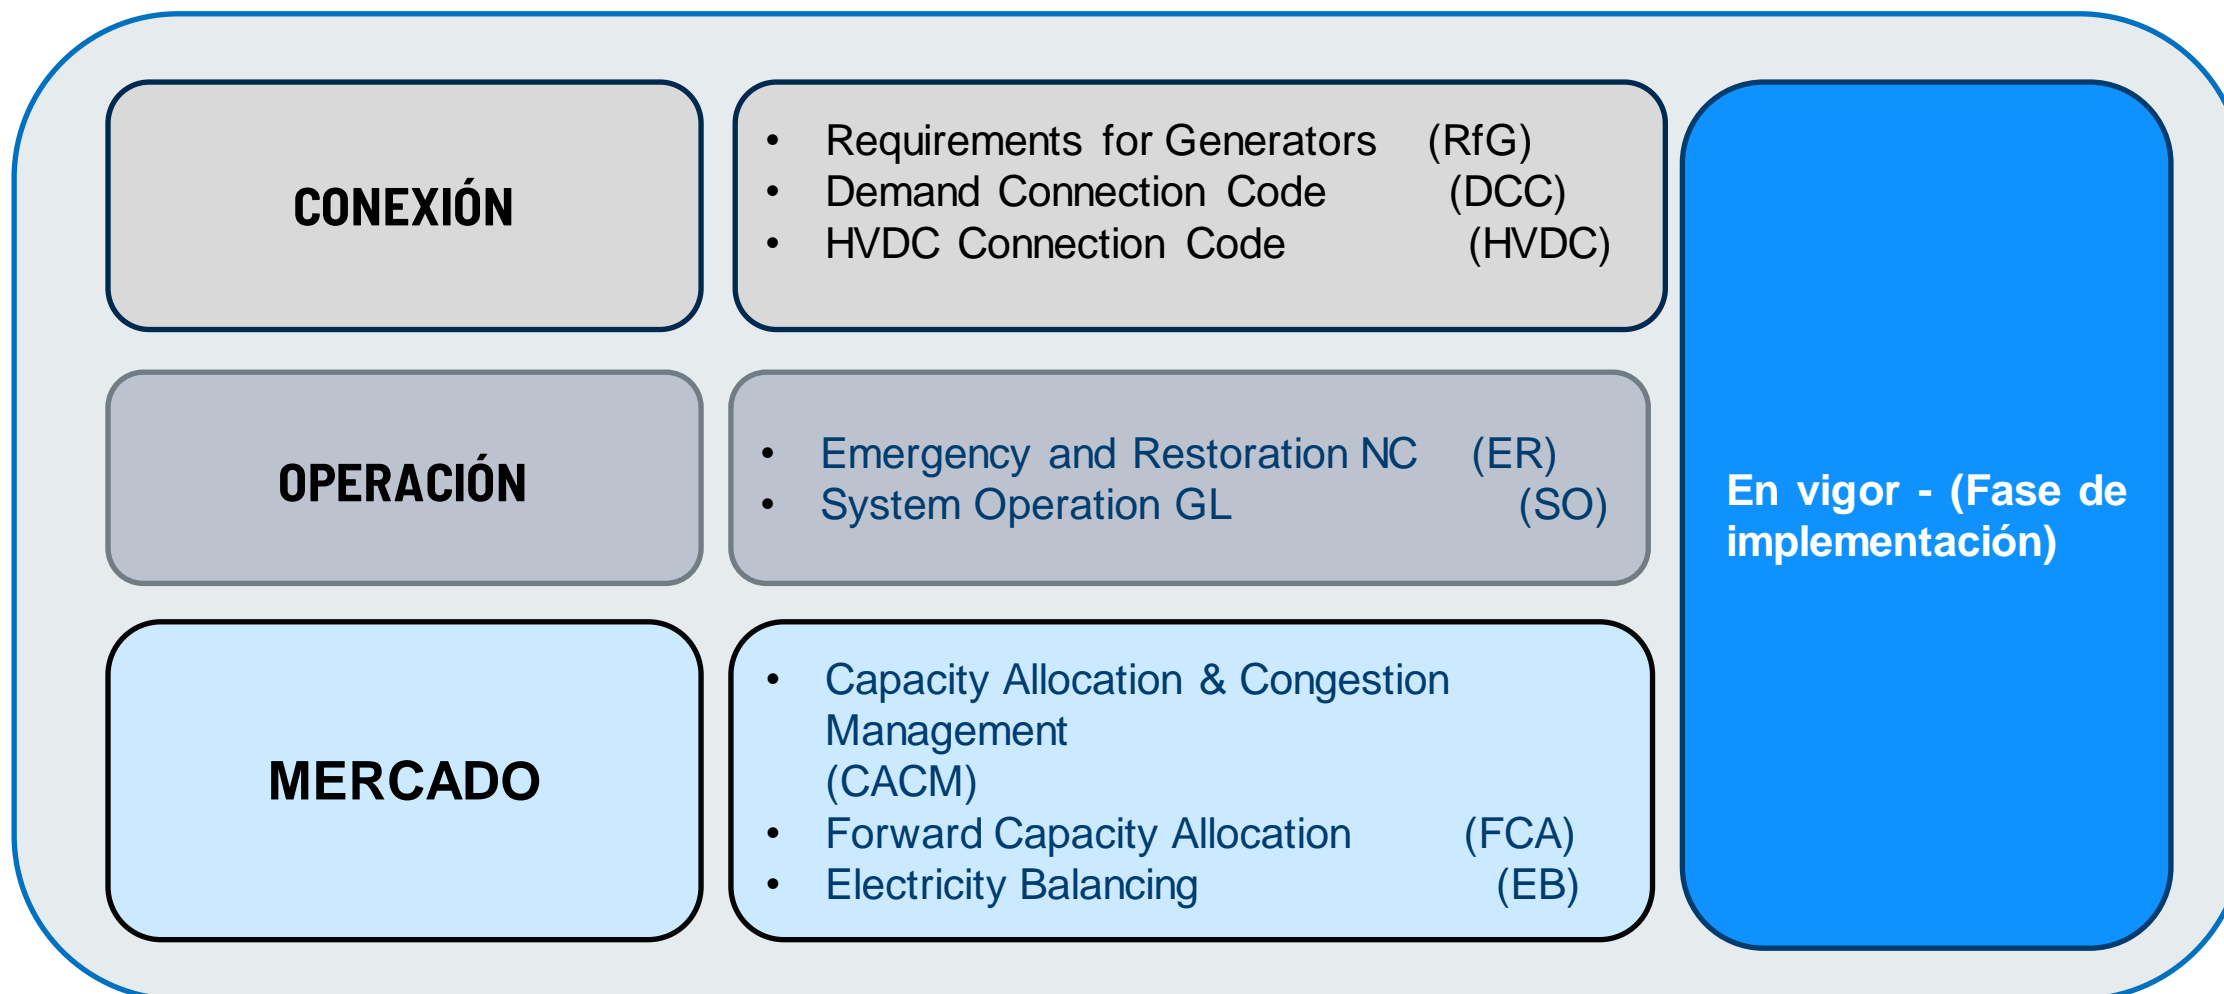 CONEXIÓN
• Requirements for Generators (RfG)
• Demand Connection Code (DCC)
• HVDC Connection Code (HVDC)
OPERACIÓN
• Emergency and Restoration NC (ER)
• System Operation GL (SO)
En vigor - (Fase de
implementación)
MERCADO
• Capacity Allocation & Congestion
Management
(CACM)
• Forward Capacity Allocation (FCA)
• Electricity Balancing (EB)